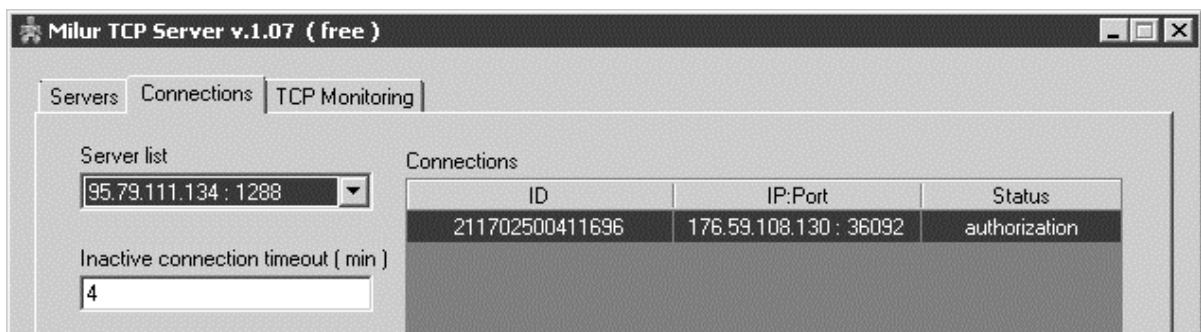 Milur TCP Server v.1.07 ( free )
Servers
Connections
TCP Monitoring
Server list
95.79.111.134 : 1288
Inactive connection timeout ( min )
4
Connections
ID IP:Port Status
211702500411696 176.59.108.130 : 36092 authorization